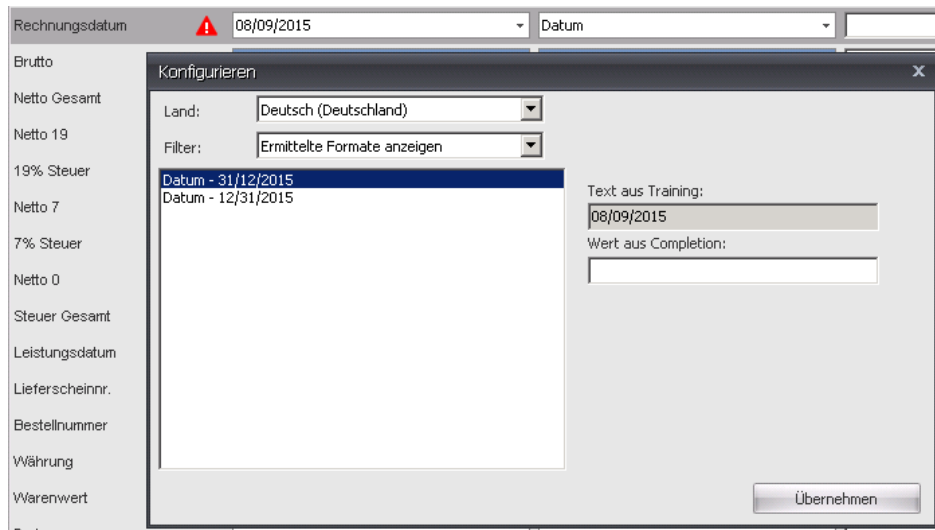 Rechnungsdatum 08/09/2015 Datum
Brutto
Konfigurieren x
Netto Gesamt
Land: Deutsch (Deutschland)
Netto 19
Filter: Ermittelte Formate anzeigen
19% Steuer
Datum - 31/12/2015
Datum - 12/31/2015
Text aus Training:
Netto 7
08/09/2015
7% Steuer
Wert aus Completion:
Netto 0
Steuer Gesamt
Leistungsdatum
Lieferscheinnr.
Bestellnummer
Währung
Warenwert
Übernehmen